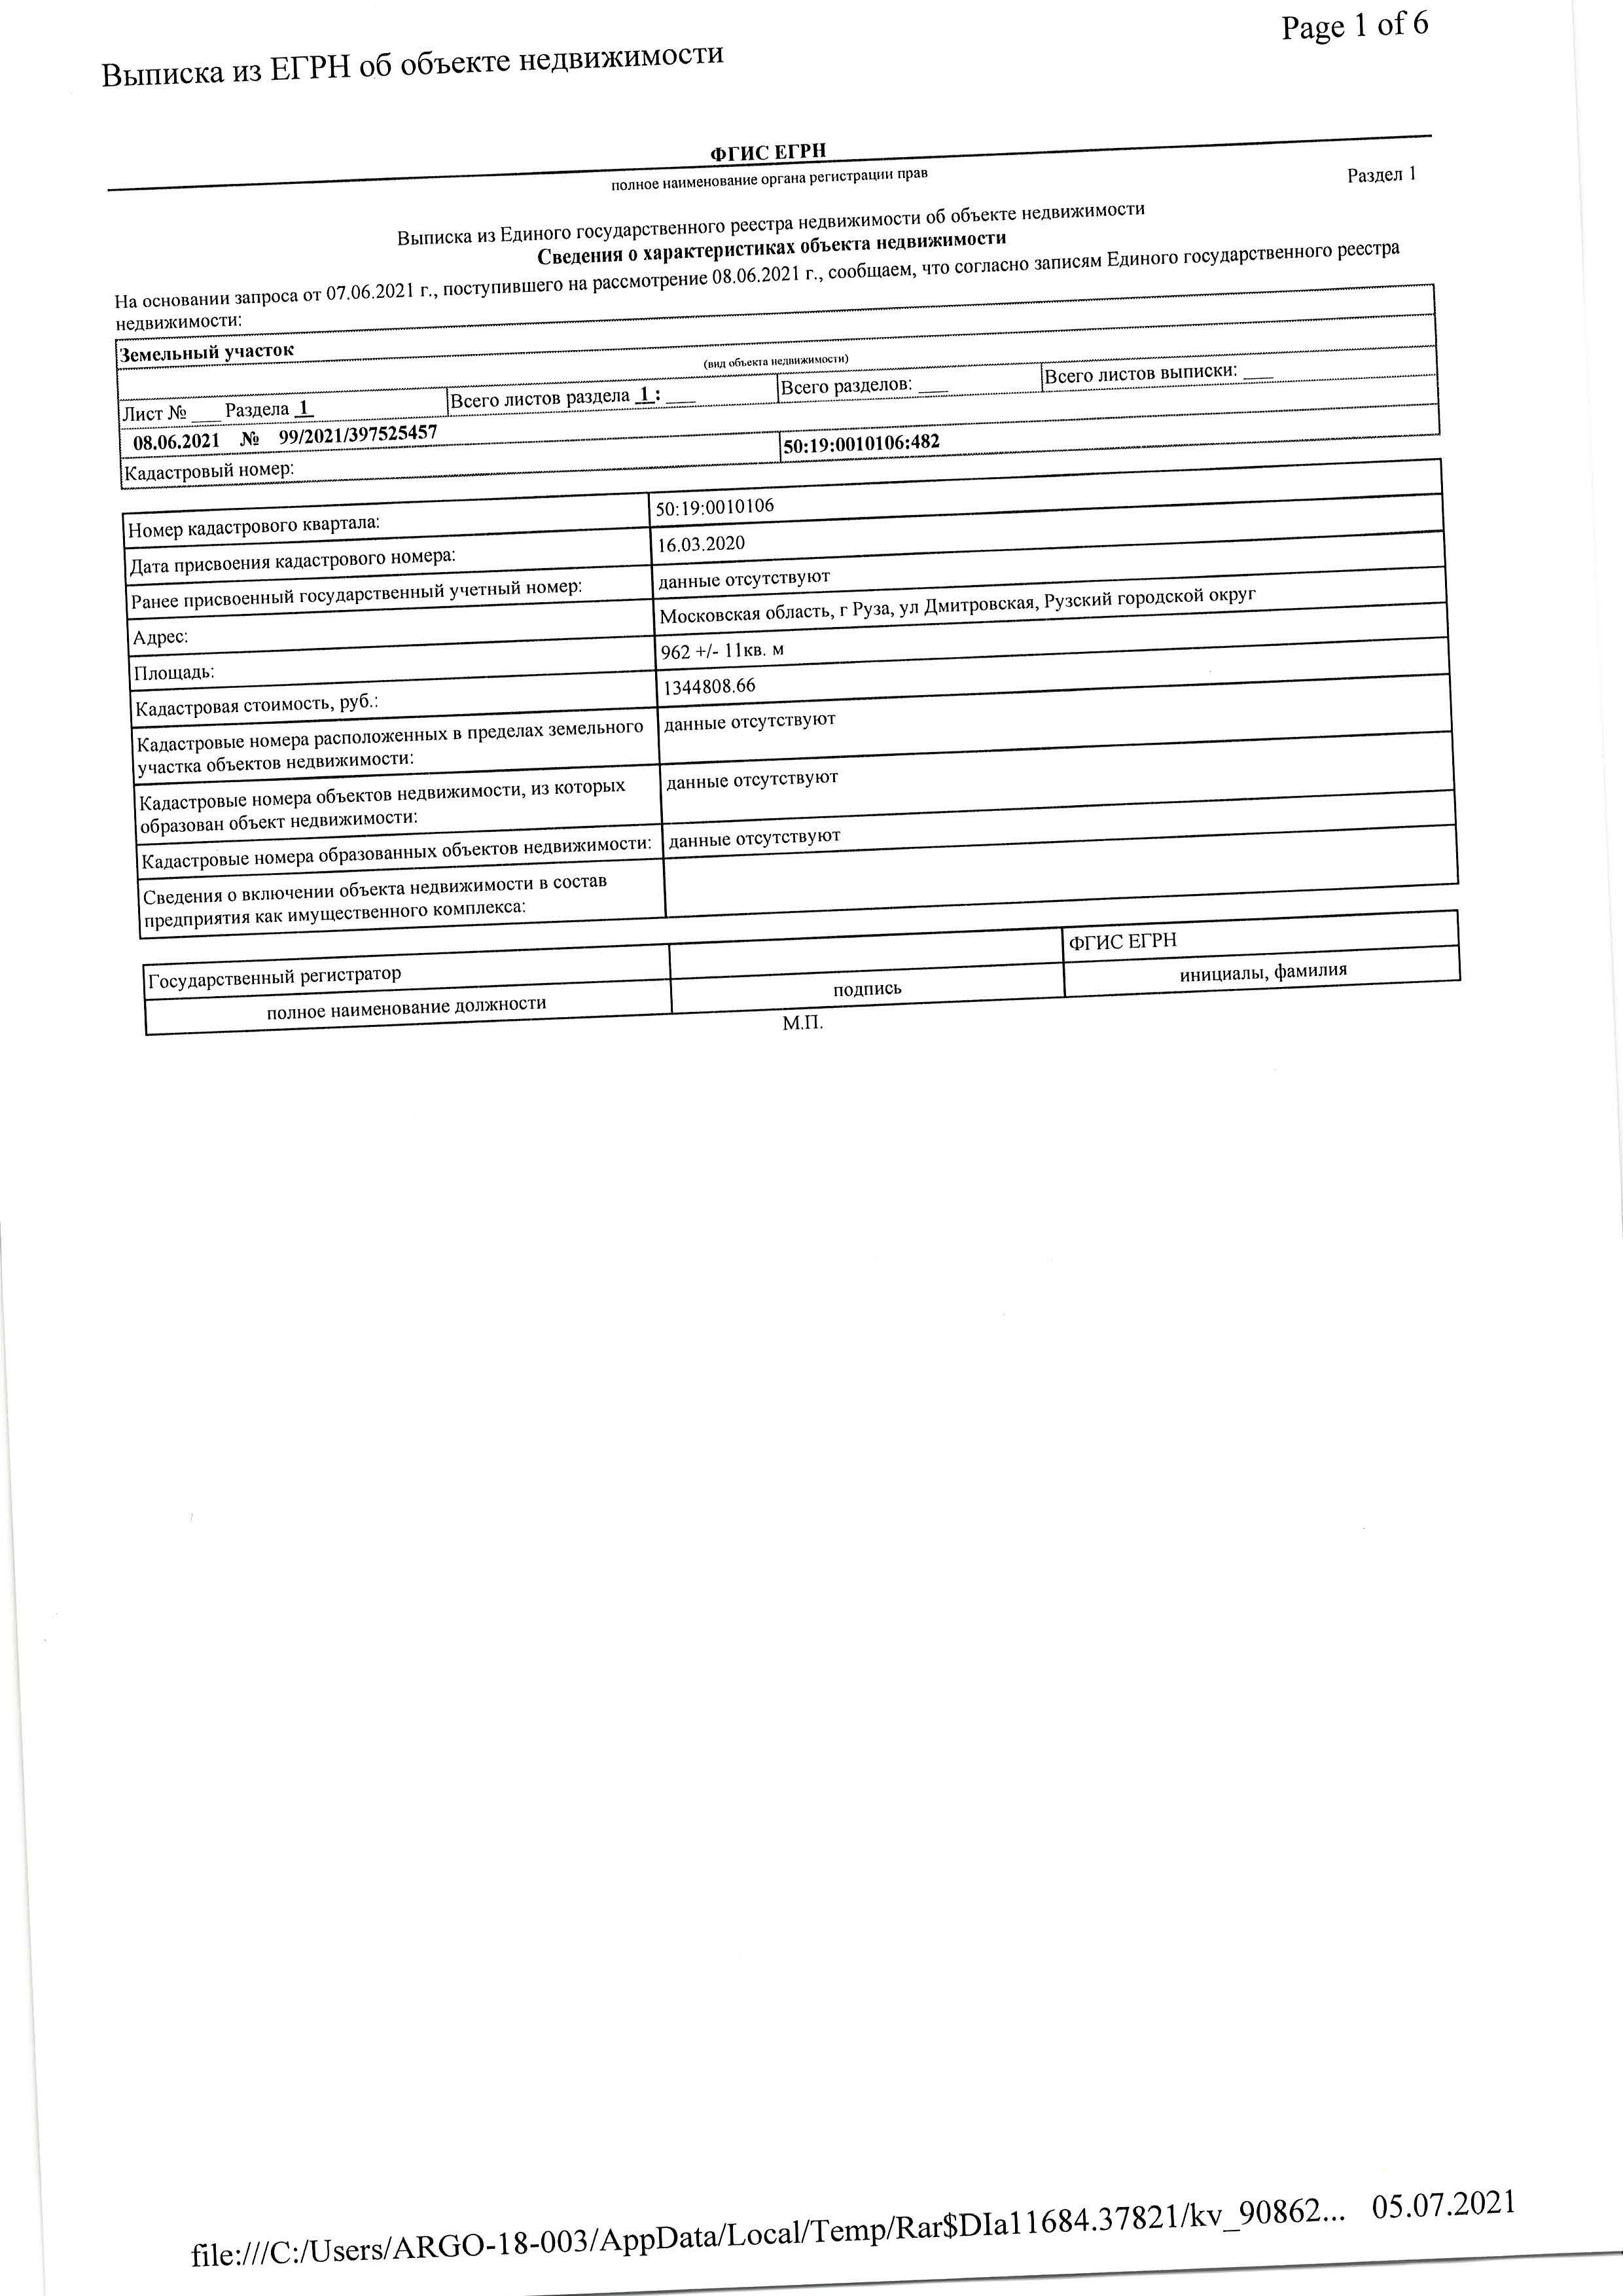 Выписка из ЕГРН об объекте недвижимости
Page 1 of 6
ФГИС ЕГРН
полное наименование органа регистрации прав
Раздел 1
Выписка из Единого государственного реестра недвижимости об объекте недвижимости
Сведения о характеристиках объекта недвижимости
На основании запроса от 07.06.2021 г., поступившего на рассмотрение 08.06.2021 г., сообщаем, что согласно записям Единого государственного реестра
недвижимости:
Земельный участок
(вид объекта недвижимости)
Лист № ___ Раздела 1 Всего листов раздела 1 : ___ Всего разделов: ___ Всего листов выписки: ___
08.06.2021 № 99/2021/397525457
Кадастровый номер: 50:19:0010106:482
Номер кадастрового квартала: 50:19:0010106
Дата присвоения кадастрового номера: 16.03.2020
Ранее присвоенный государственный учетный номер: данные отсутствуют
Адрес: Московская область, г Руза, ул Дмитровская, Рузский городской округ
Площадь: 962 +/- 11кв. м
Кадастровая стоимость, руб.: 1344808.66
Кадастровые номера расположенных в пределах земельного данные отсутствуют
участка объектов недвижимости:
Кадастровые номера объектов недвижимости, из которых данные отсутствуют
образован объект недвижимости:
Кадастровые номера образованных объектов недвижимости: данные отсутствуют
Сведения о включении объекта недвижимости в состав
предприятия как имущественного комплекса:
Государственный регистратор ФГИС ЕГРН
полное наименование должности подпись инициалы, фамилия
М.П.
file:///C:/Users/ARGO-18-003/AppData/Local/Temp/Rar$DIa11684.37821/kv_90862... 05.07.2021